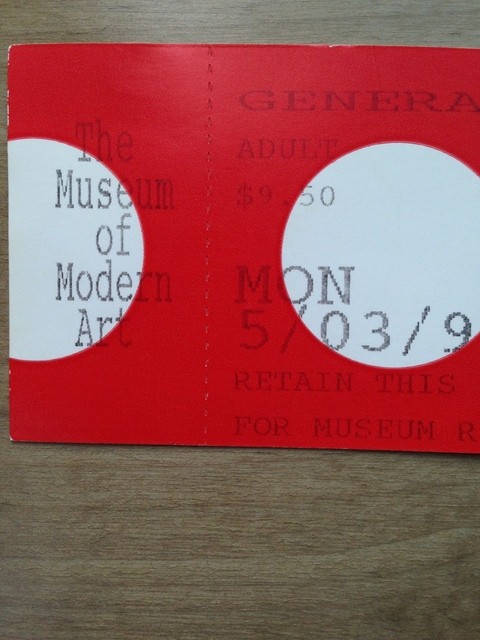 The
Museum
of
Modern
Art
GENERA
ADULT
$9.50
MON
5/03/9
RETAIN THIS
FOR MUSEUM R